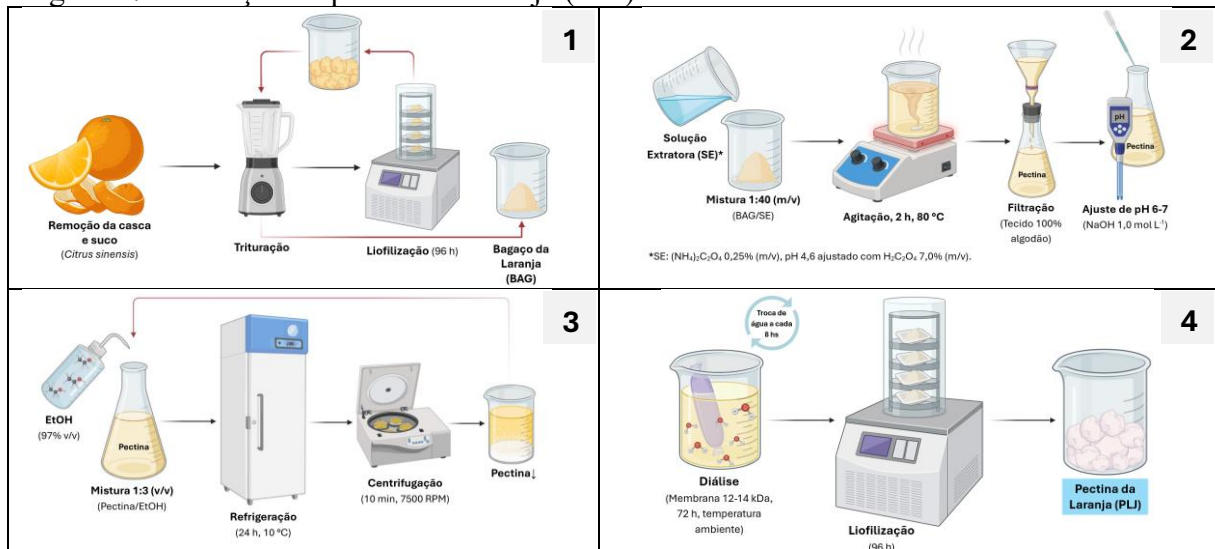 1
Remoção da casca
e suco
(Citrus sinensis)
Trituração
Liofilização (96 h)
Bagaço da
Laranja
(BAG)
2
Solução
Extratora (SE)*
Mistura 1:40 (m/v)
(BAG/SE)
Agitação, 2 h, 80 ºC
Pectina
Filtração
(Tecido 100%
algodão)
pH
Pectina
Ajuste de pH 6-7
(NaOH 1,0 mol L⁻¹)
*SE: (NH₄)₂C₂O₄ 0,25% (m/v), pH 4,6 ajustado com H₂C₂O₄ 7,0% (m/v).
3
EtOH
(97% v/v)
Pectina
Mistura 1:3 (v/v)
(Pectina/EtOH)
Refrigeração
(24 h, 10 ºC)
Centrifugação
(10 min, 7500 RPM)
Pectina↓
4
Troca de
água a cada
8 hs
Diálise
(Membrana 12-14 kDa,
72 h, temperatura
ambiente)
Liofilização
(96 h)
Pectina da
Laranja (PLJ)